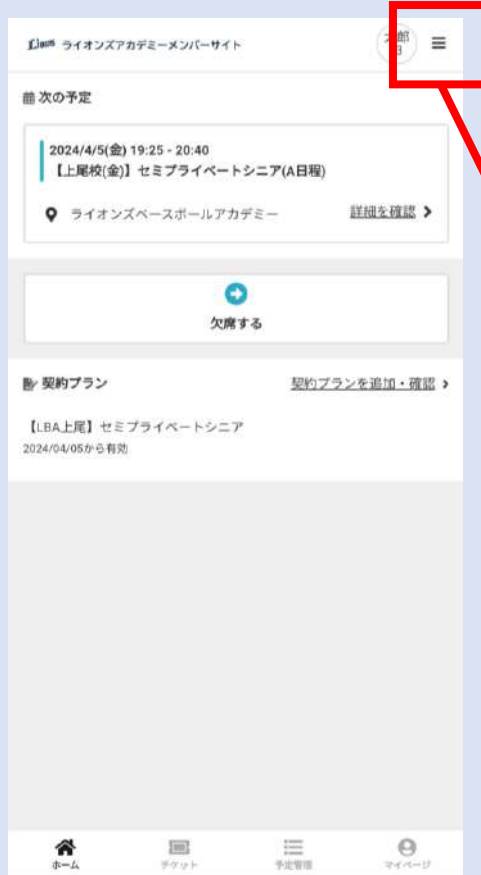 Lions ライオンズアカデミーメンバーサイト
次の予定
2024/4/5(金) 19:25 - 20:40
【上尾校(金)】セミプライベートシニア(A日程)
ライオンズベースボールアカデミー
詳細を確認
欠席する
契約プラン
契約プランを追加・確認
【LBA上尾】セミプライベートシニア
2024/04/05から有効
ホーム
チケット
予定管理
マイページ